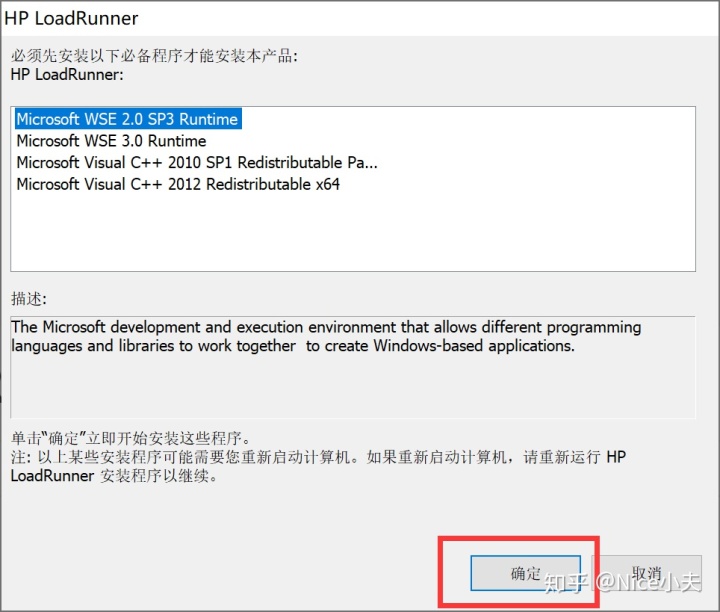 HP LoadRunner
必须先安装以下必备程序才能安装本产品:
HP LoadRunner:
Microsoft WSE 2.0 SP3 Runtime
Microsoft WSE 3.0 Runtime
Microsoft Visual C++ 2010 SP1 Redistributable Pa...
Microsoft Visual C++ 2012 Redistributable x64
描述:
The Microsoft development and execution environment that allows different programming
languages and libraries to work together  to create Windows-based applications.
单击“确定”立即开始安装这些程序。
注: 以上某些安装程序可能需要您重新启动计算机。如果重新启动计算机，请重新运行 HP
LoadRunner 安装程序以继续。
确定 取消
知乎 @Nice小夫